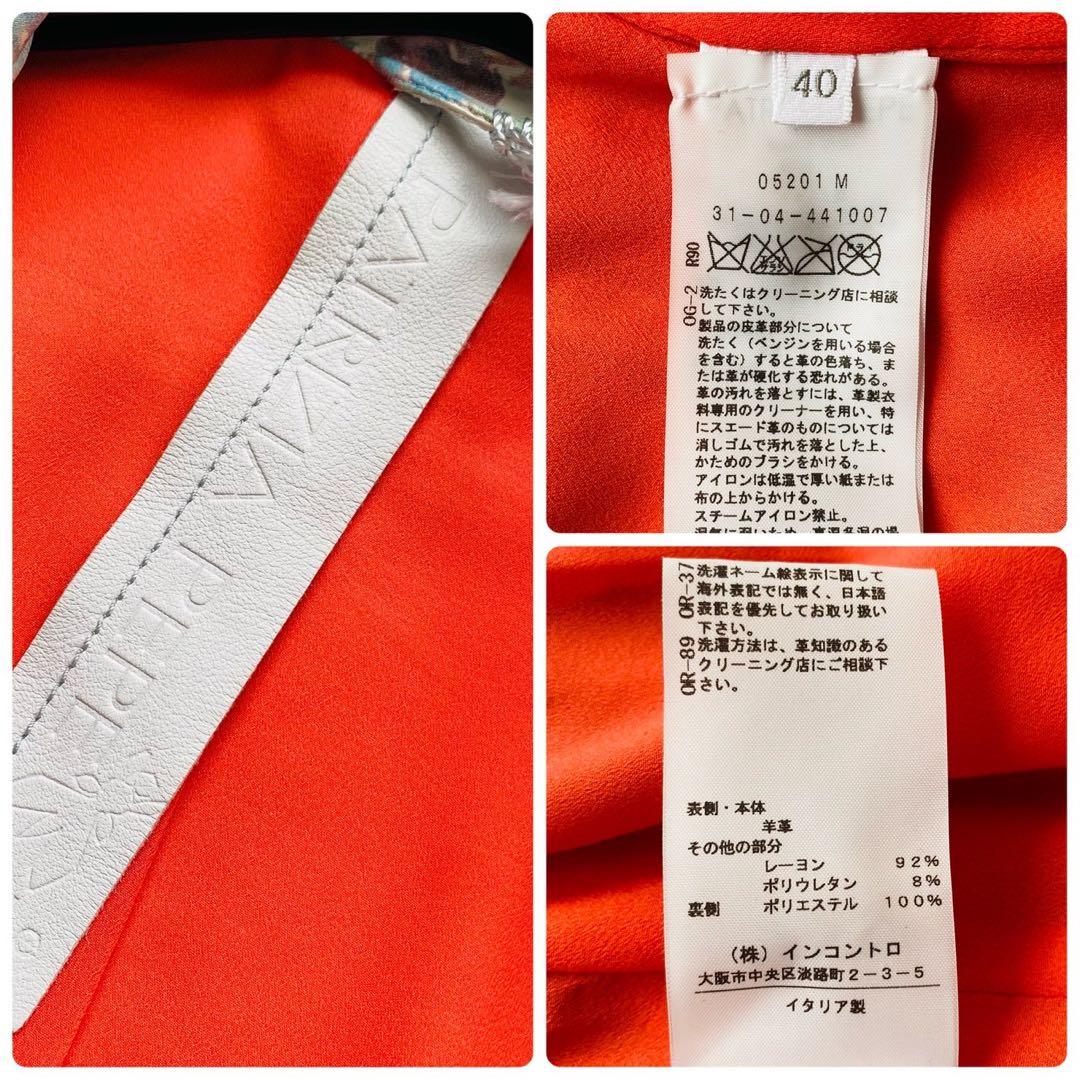 PATRIZIA PEPE
40
05201 M
31-04-441007
R90
OG-2
洗たくはクリーニング店に相談
して下さい。
製品の皮革部分について
洗たく（ベンジンを用いる場合
を含む）すると革の色落ち、ま
たは革が硬化する恐れがある。
革の汚れを落とすには、革製衣
料専用のクリーナーを用い、特
にスエード革のものについては
消しゴムで汚れを落とした上、
かためのブラシをかける。
アイロンは低温で厚い紙または
布の上からかける。
スチームアイロン禁止。
OR-37
洗濯ネーム絵表示に関して
海外表記では無く、日本語
表記を優先してお取り扱い
下さい。
OR-89
洗濯方法は、革知識のある
クリーニング店にご相談下
さい。
表側・本体
羊革
その他の部分
レーヨン 92%
ポリウレタン 8%
裏側 ポリエステル 100%
（株）インコントロ
大阪市中央区淡路町2-3-5
イタリア製